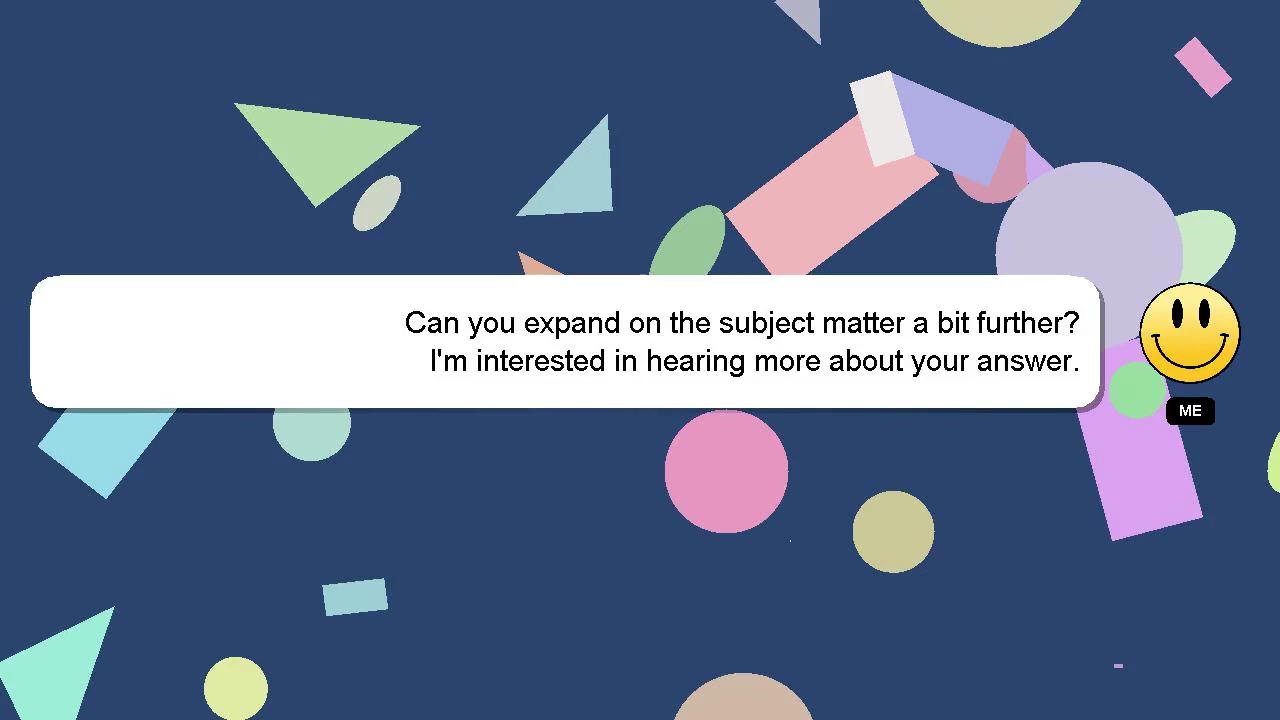 Can you expand on the subject matter a bit further?
I'm interested in hearing more about your answer.
ME